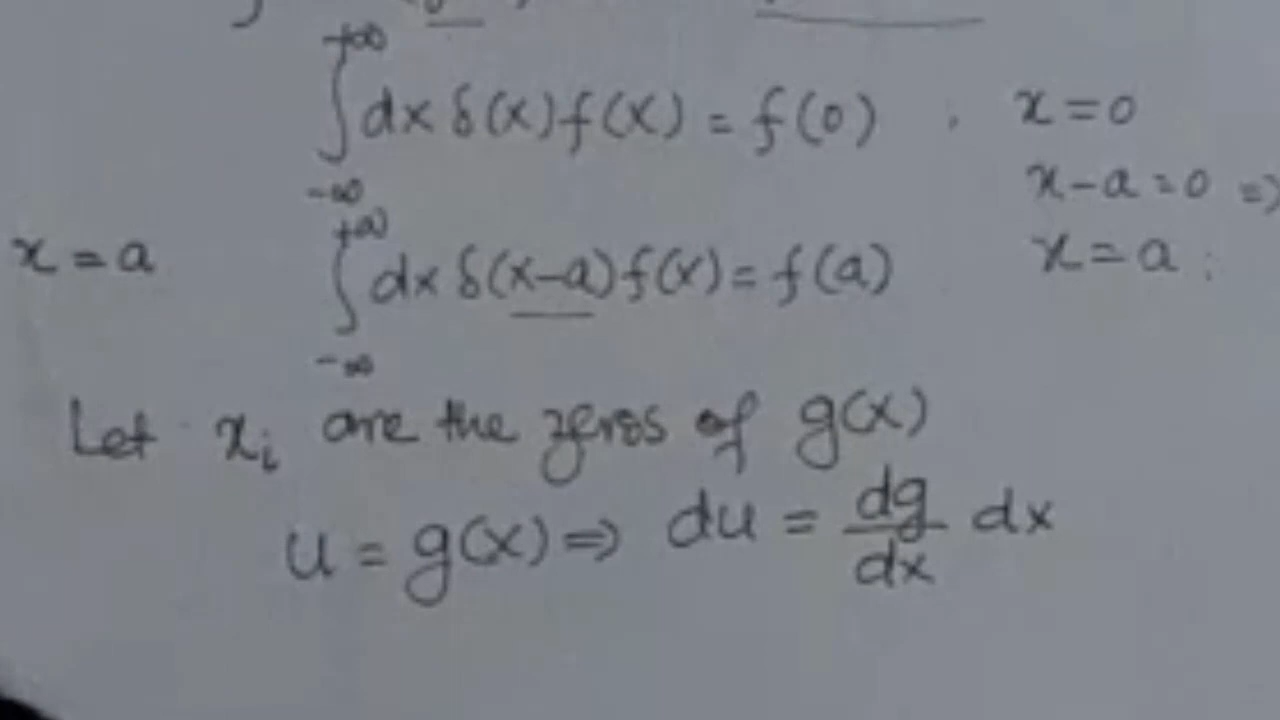 ∫_{-∞}^{+∞} dx δ(x) f(x) = f(0) , x = 0
x - a = 0 ⇒
x = a ∫_{-∞}^{+∞} dx δ(x-a) f(x) = f(a) x = a :
Let x_i are the zeros of g(x)
u = g(x) ⇒ du = dg/dx dx